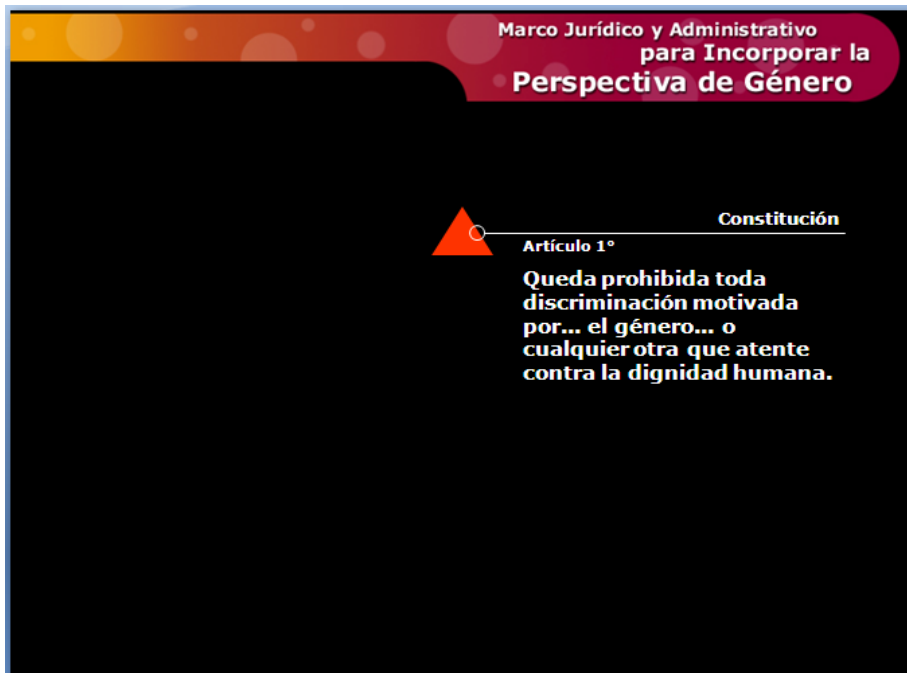 Marco Jurídico y Administrativo
para Incorporar la
Perspectiva de Género
Constitución
Artículo 1°
Queda prohibida toda
discriminación motivada
por... el género... o
cualquier otra que atente
contra la dignidad humana.